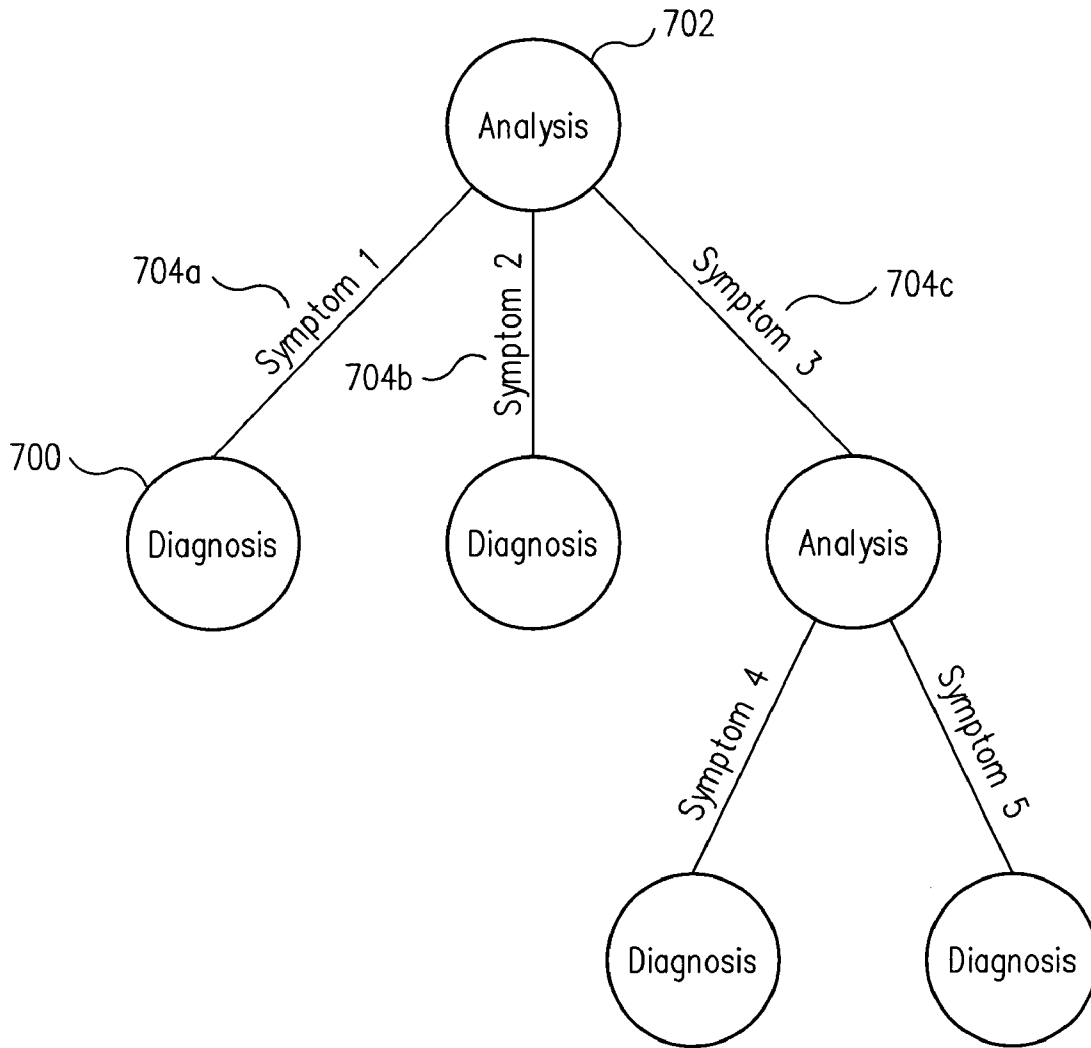 702
Analysis
704a
Symptom 1
704b
Symptom 2
Symptom 3
704c
700
Diagnosis
Diagnosis
Analysis
Symptom 4
Symptom 5
Diagnosis
Diagnosis